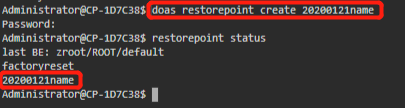 Administrator@CP-1D7C38$ doas restorepoint create 20200121name
Password:
Administrator@CP-1D7C38$ restorepoint status
last BE: zroot/ROOT/default
factoryreset
20200121name
Administrator@CP-1D7C38$